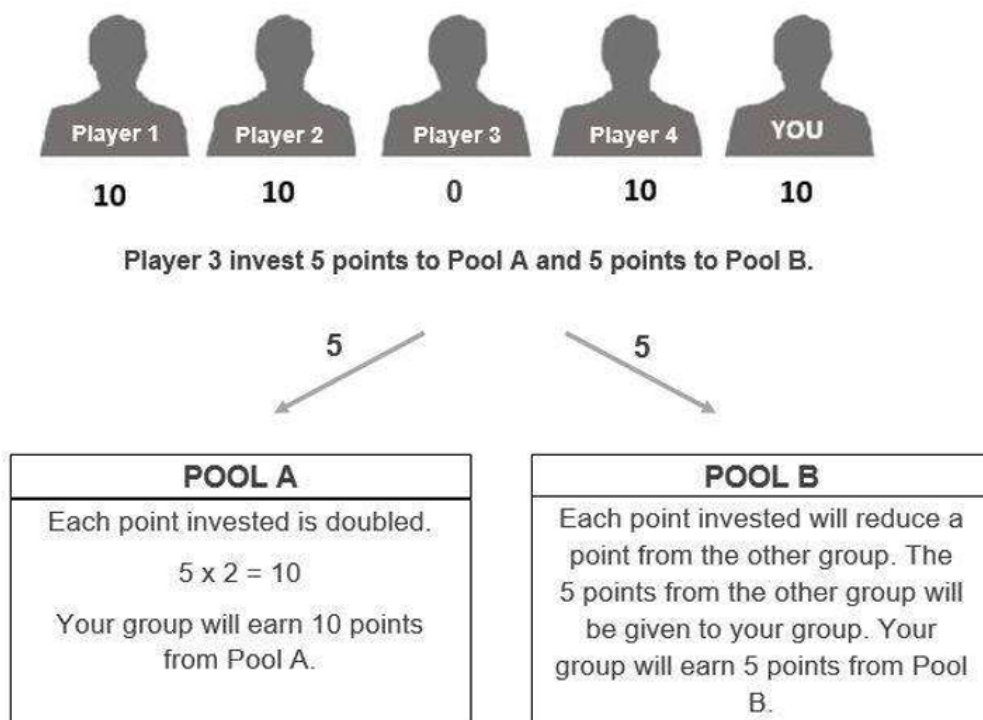 Player 1 Player 2 Player 3 Player 4 YOU
10 10 0 10 10
Player 3 invest 5 points to Pool A and 5 points to Pool B.
5 5
POOL A
Each point invested is doubled.
5 x 2 = 10
Your group will earn 10 points
from Pool A.
POOL B
Each point invested will reduce a
point from the other group. The
5 points from the other group will
be given to your group. Your
group will earn 5 points from Pool
B.